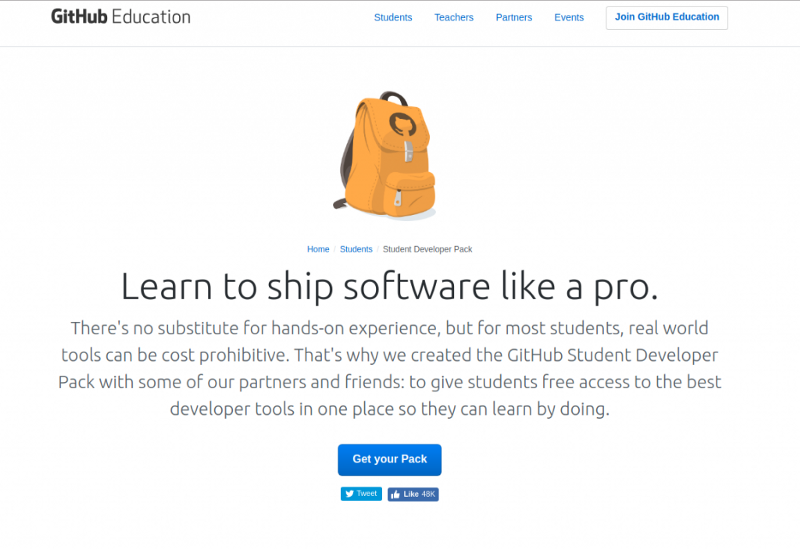 GitHub Education Students Teachers Partners Events Join GitHub Education
Home / Students / Student Developer Pack
Learn to ship software like a pro.
There's no substitute for hands-on experience, but for most students, real world
tools can be cost prohibitive. That's why we created the GitHub Student Developer
Pack with some of our partners and friends: to give students free access to the best
developer tools in one place so they can learn by doing.
Get your Pack
Tweet Like 48K